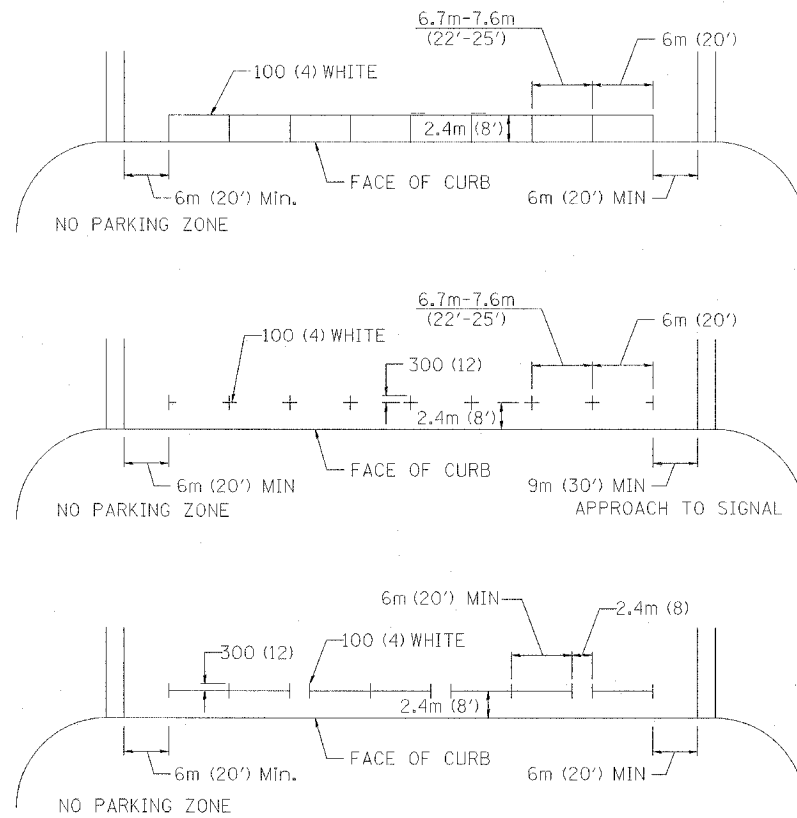 6.7m-7.6m
(22'-25')
6m (20')
100 (4) WHITE
2.4m (8')
FACE OF CURB
6m (20') Min.
6m (20') MIN
NO PARKING ZONE
6.7m-7.6m
(22'-25')
6m (20')
100 (4) WHITE
300 (12)
2.4m (8')
FACE OF CURB
6m (20') MIN
9m (30') MIN
NO PARKING ZONE
APPROACH TO SIGNAL
6m (20') MIN
2.4m (8)
100 (4) WHITE
300 (12)
2.4m (8')
FACE OF CURB
6m (20') Min.
6m (20') MIN
NO PARKING ZONE